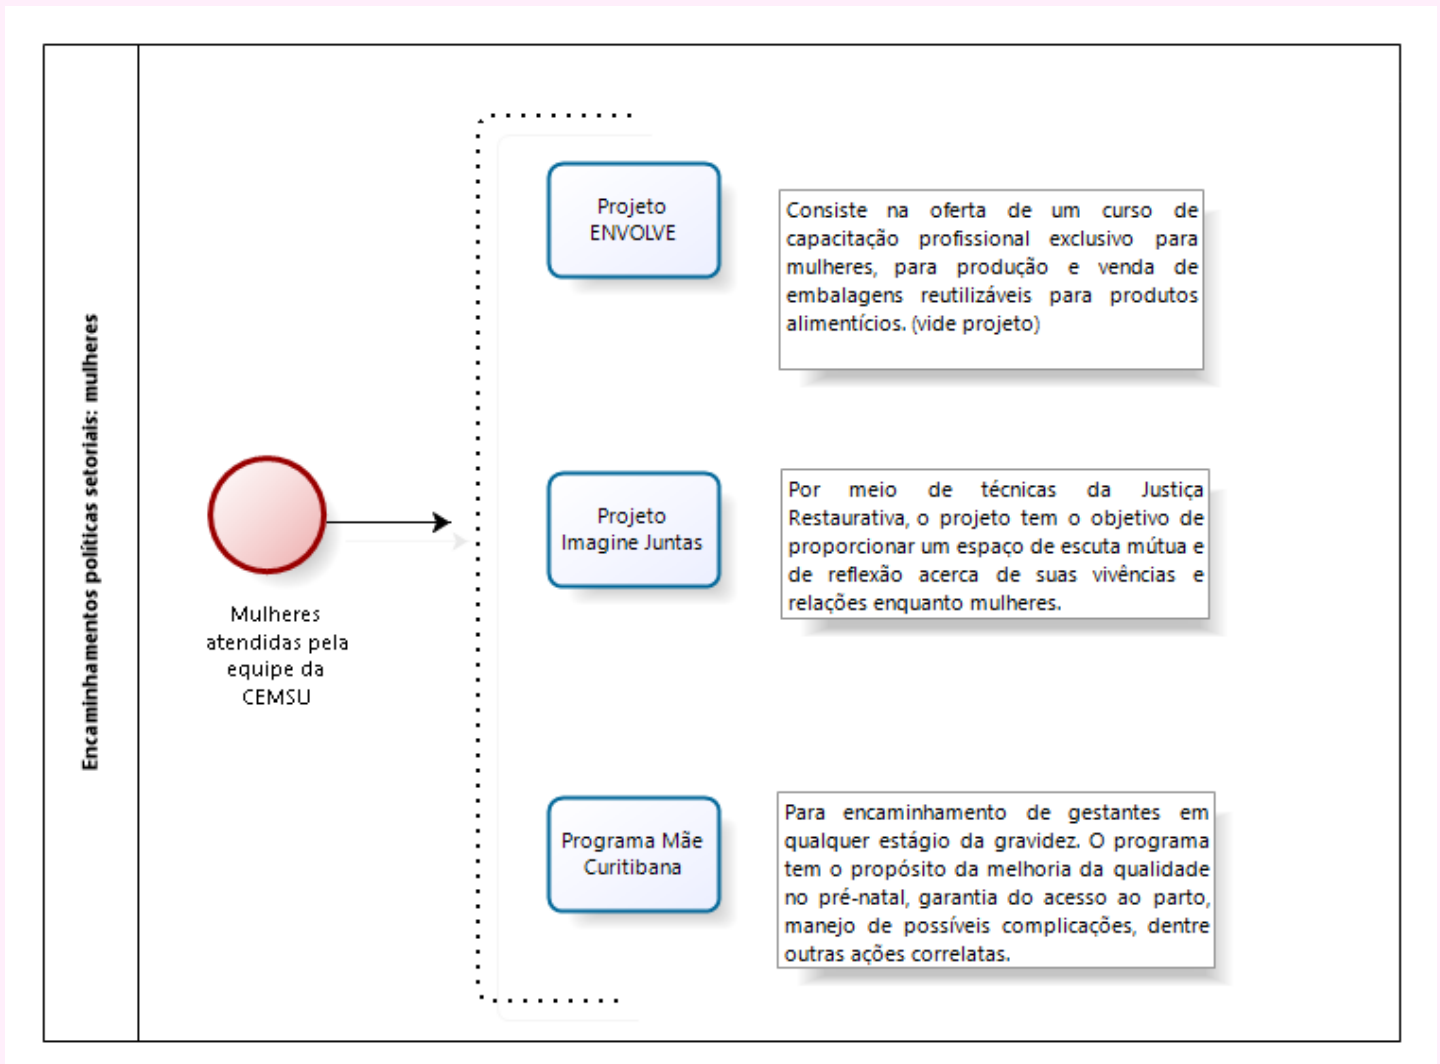 Encaminhamentos políticas setoriais: mulheres
Mulheres
atendidas pela
equipe da
CEMSU
Projeto
ENVOLVE
Consiste na oferta de um curso de
capacitação profissional exclusivo para
mulheres, para produção e venda de
embalagens reutilizáveis para produtos
alimentícios. (vide projeto)
Projeto
Imagine Juntas
Por meio de técnicas da Justiça
Restaurativa, o projeto tem o objetivo de
proporcionar um espaço de escuta mútua e
de reflexão acerca de suas vivências e
relações enquanto mulheres.
Programa Mãe
Curitibana
Para encaminhamento de gestantes em
qualquer estágio da gravidez. O programa
tem o propósito da melhoria da qualidade
no pré-natal, garantia do acesso ao parto,
manejo de possíveis complicações, dentre
outras ações correlatas.